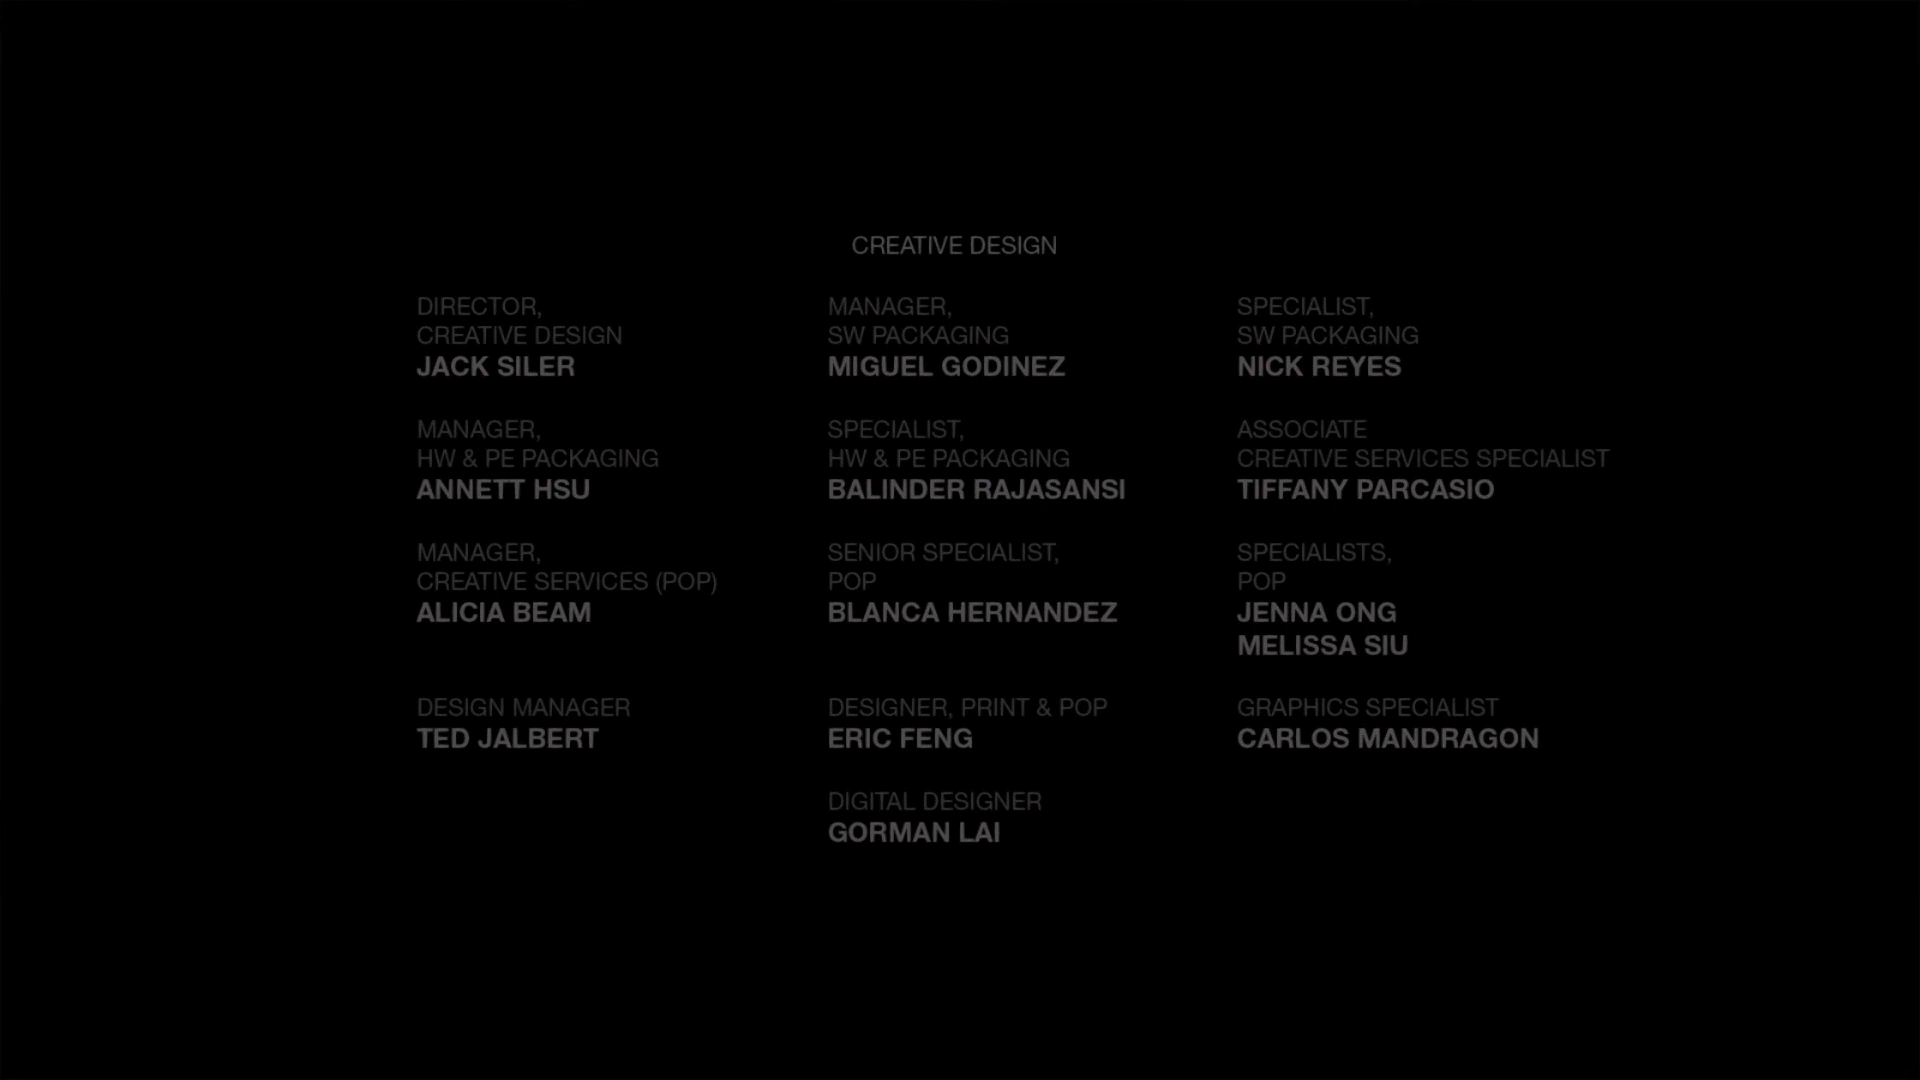 CREATIVE DESIGN
DIRECTOR,
CREATIVE DESIGN
JACK SILER
MANAGER,
SW PACKAGING
MIGUEL GODINEZ
SPECIALIST,
SW PACKAGING
NICK REYES
MANAGER,
HW & PE PACKAGING
ANNETT HSU
SPECIALIST,
HW & PE PACKAGING
BALINDER RAJASANSI
ASSOCIATE
CREATIVE SERVICES SPECIALIST
TIFFANY PARCASIO
MANAGER,
CREATIVE SERVICES (POP)
ALICIA BEAM
SENIOR SPECIALIST,
POP
BLANCA HERNANDEZ
SPECIALISTS,
POP
JENNA ONG
MELISSA SIU
DESIGN MANAGER
TED JALBERT
DESIGNER, PRINT & POP
ERIC FENG
GRAPHICS SPECIALIST
CARLOS MANDRAGON
DIGITAL DESIGNER
GORMAN LAI